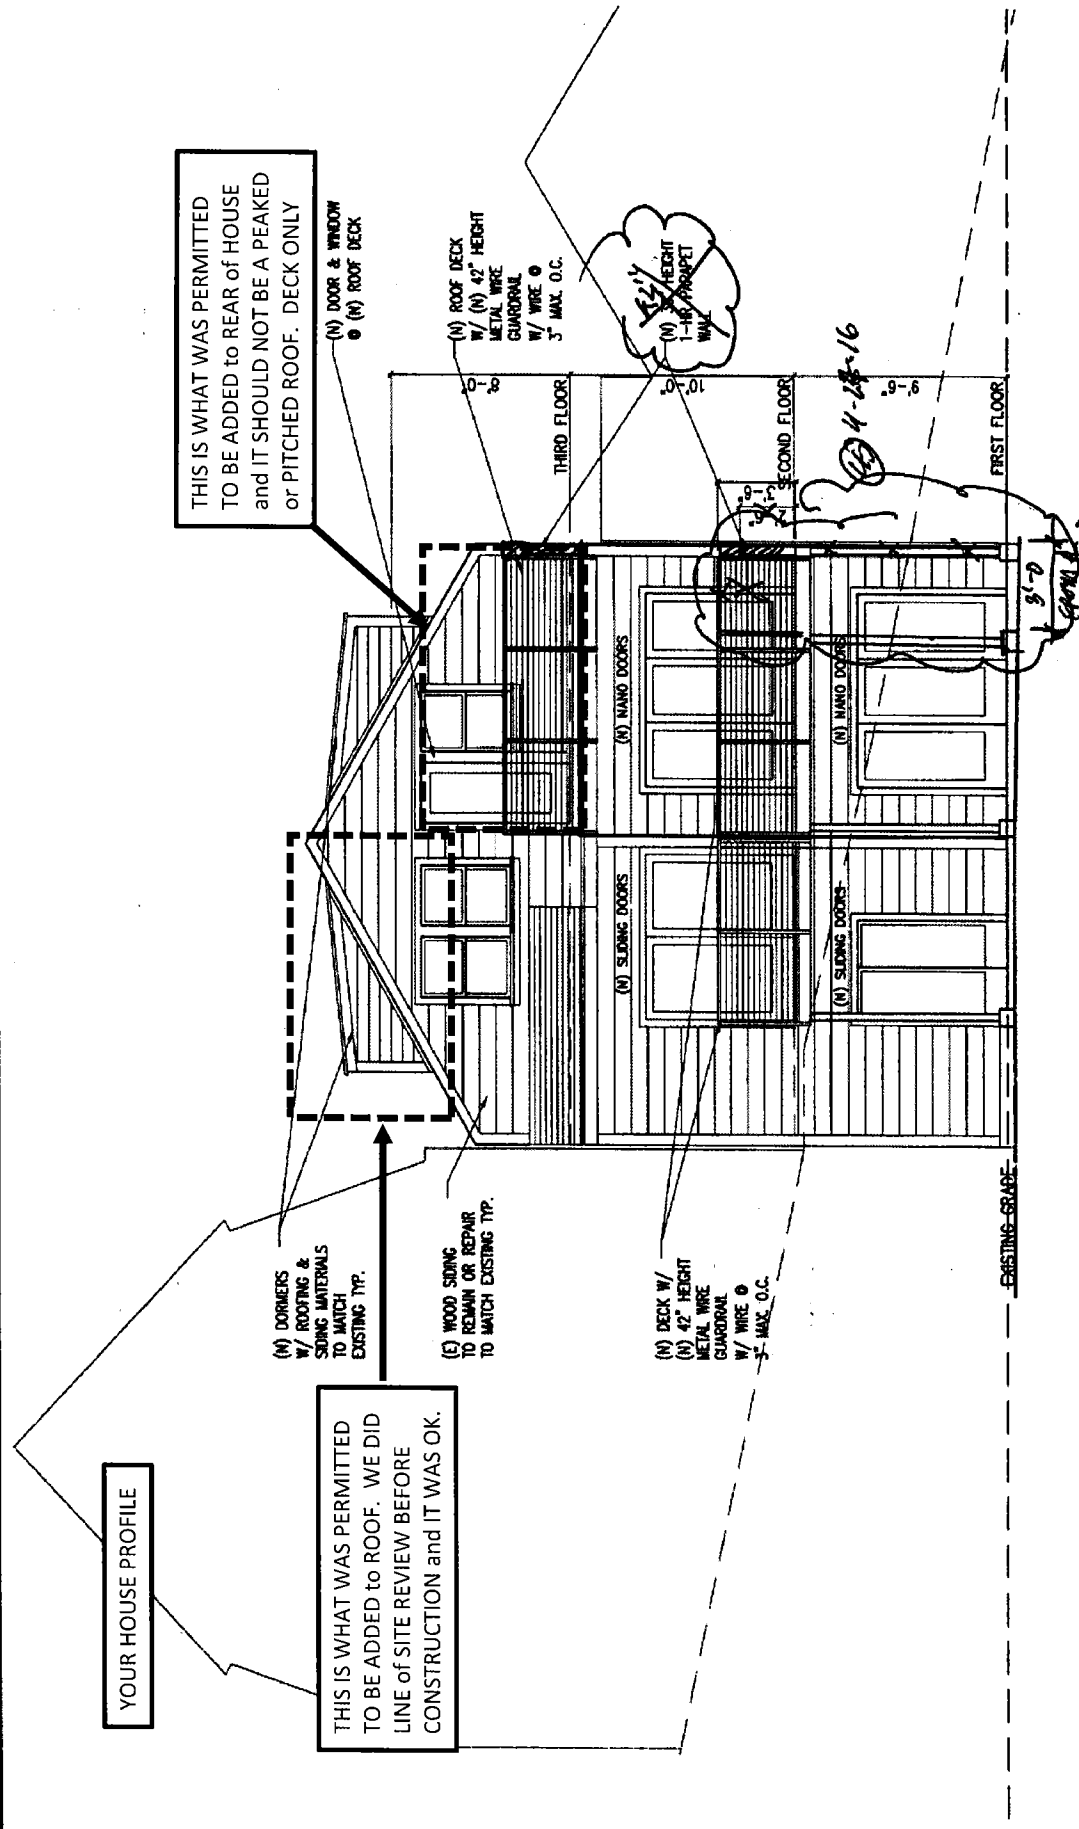 YOUR HOUSE PROFILE
THIS IS WHAT WAS PERMITTED
TO BE ADDED to ROOF. WE DID
LINE of SITE REVIEW BEFORE
CONSTRUCTION and IT WAS OK.
THIS IS WHAT WAS PERMITTED
TO BE ADDED to REAR of HOUSE
and IT SHOULD NOT BE A PEAKED
or PITCHED ROOF. DECK ONLY
(N) DORMERS
W/ ROOFING &
SIDING MATERIALS
TO MATCH
EXISTING TYP.
(E) WOOD SIDING
TO REMAIN OR REPAIR
TO MATCH EXISTING TYP.
(N) DECK W/
(N) 42" HEIGHT
METAL WIRE
GUARDRAIL
W/ WIRE @
3" MAX. O.C.
EXISTING GRADE
(N) SLIDING DOORS
(N) NANO DOORS
(N) SLIDING DOORS
(N) NANO DOORS
(N) DOOR & WINDOW
@ (N) ROOF DECK
(N) ROOF DECK
W/ (N) 42" HEIGHT
METAL WIRE
GUARDRAIL
W/ WIRE @
3" MAX. O.C.
(N) HEIGHT
1-HR PARAPET
WALL
8'-0"
THIRD FLOOR
10'-0"
SECOND FLOOR
3'-6"
9'-6"
FIRST FLOOR
3'-0